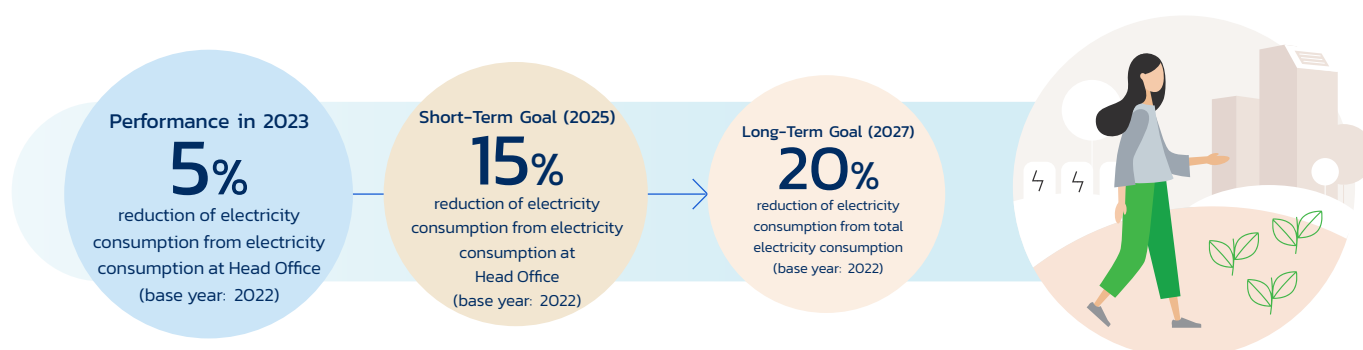 Performance in 2023
5%
reduction of electricity
consumption from electricity
consumption at Head Office
(base year: 2022)
Short-Term Goal (2025)
15%
reduction of electricity
consumption from electricity
consumption at
Head Office
(base year: 2022)
Long-Term Goal (2027)
20%
reduction of electricity
consumption from total
electricity consumption
(base year: 2022)